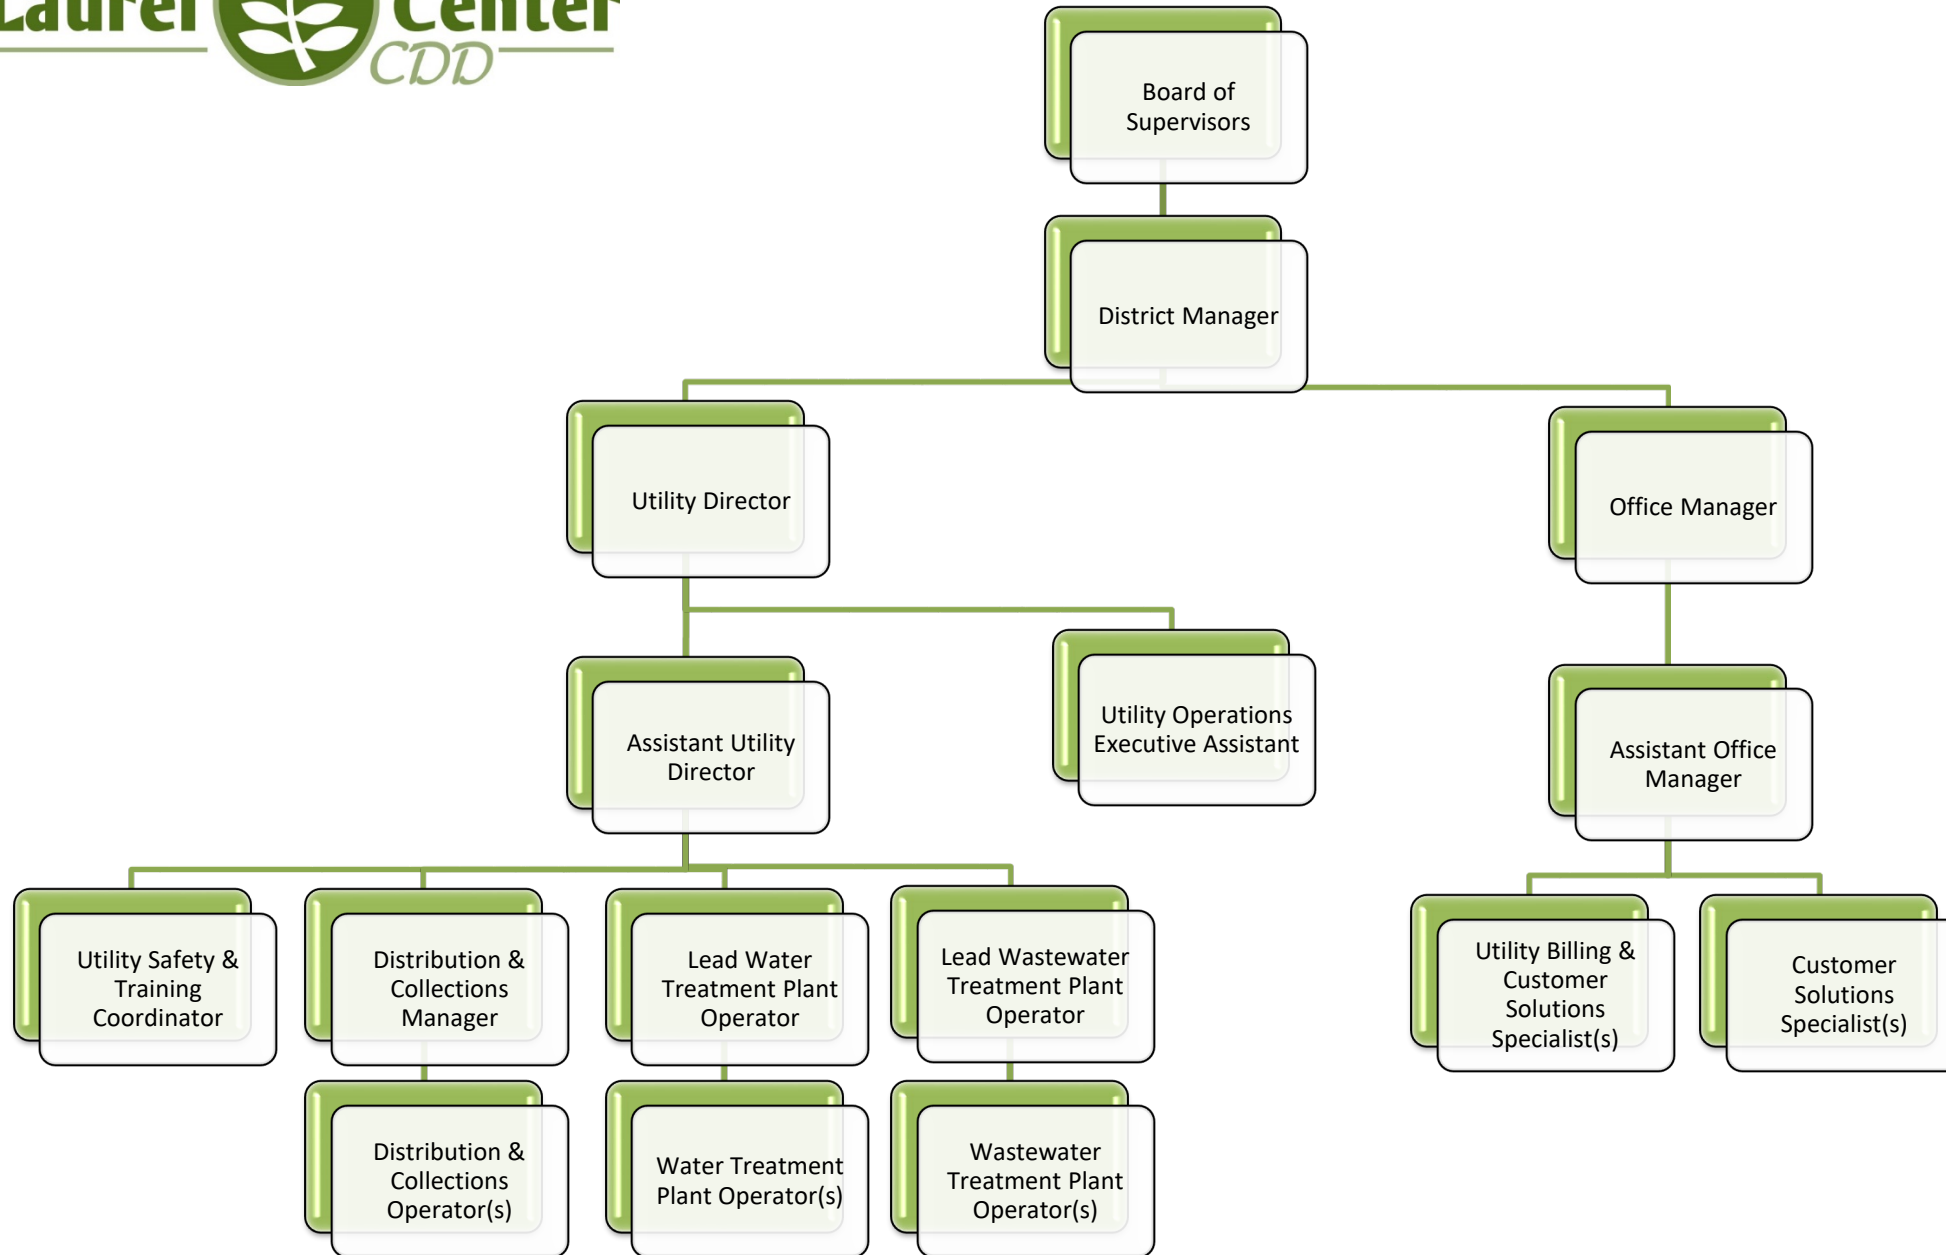 Laurel Center
CDD
Board of
Supervisors
District Manager
Utility Director
Office Manager
Assistant Utility
Director
Utility Operations
Executive Assistant
Assistant Office
Manager
Utility Safety &
Training
Coordinator
Distribution &
Collections
Manager
Lead Water
Treatment Plant
Operator
Lead Wastewater
Treatment Plant
Operator
Utility Billing &
Customer
Solutions
Specialist(s)
Customer
Solutions
Specialist(s)
Distribution &
Collections
Operator(s)
Water Treatment
Plant Operator(s)
Wastewater
Treatment Plant
Operator(s)